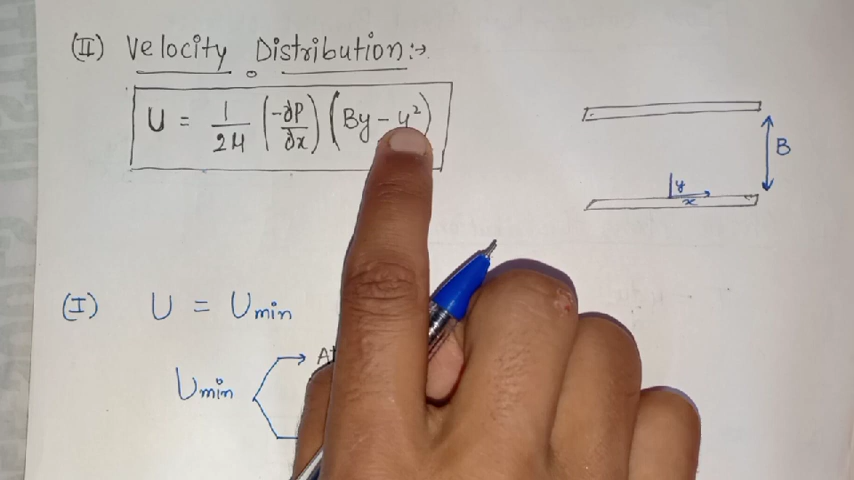 (II) Velocity Distribution:→
U = 1/2μ (-∂P/∂x) (By - y²)
B
y
x
(I) U = Umin
Umin